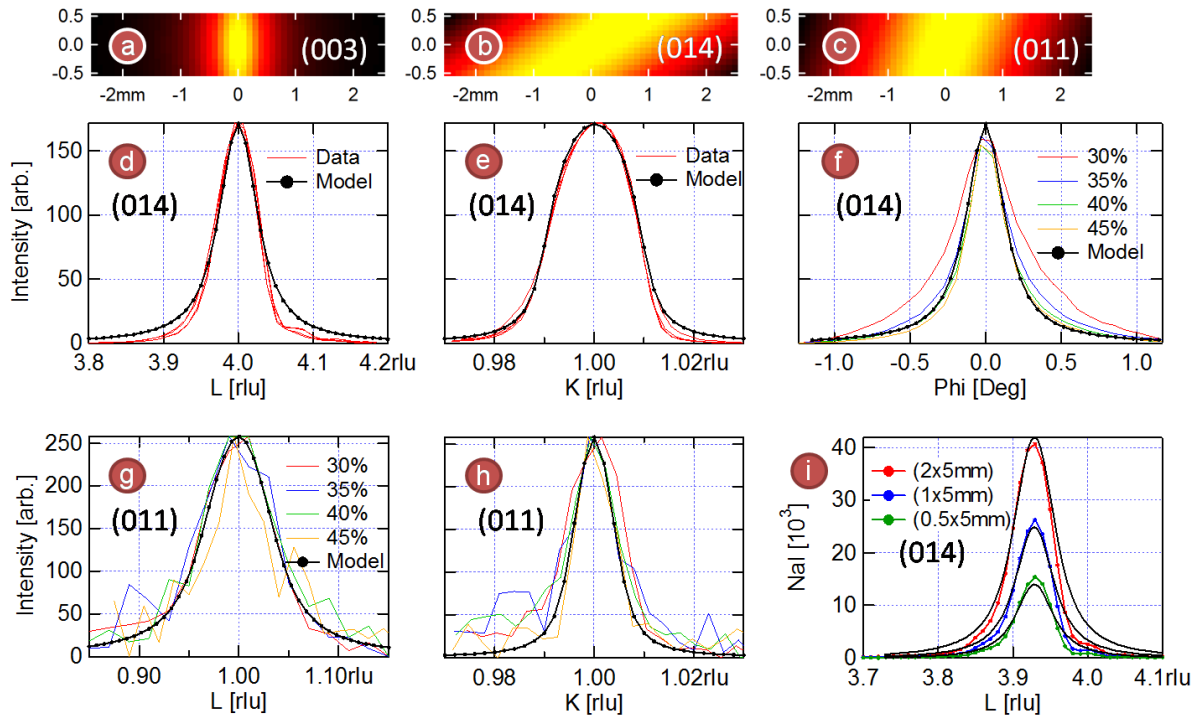 0.5
0.0
-0.5
a
(003)
-2mm -1 0 1 2
b
(014)
-2mm -1 0 1 2
0.5
0.0
-0.5
c
(011)
-2mm -1 0 1 2
Intensity [arb.]
150
100
50
0
d
(014)
Data
Model
3.8 3.9 4.0 4.1 4.2rlu
L [rlu]
e
(014)
Data
Model
0.98 1.00 1.02rlu
K [rlu]
f
(014)
30%
35%
40%
45%
Model
-1.0 -0.5 0.0 0.5 1.0
Phi [Deg]
Intensity [arb.]
250
200
150
100
50
0
g
(011)
30%
35%
40%
45%
Model
0.90 1.00 1.10rlu
L [rlu]
h
(011)
0.98 1.00 1.02rlu
K [rlu]
NaI [10³]
40
30
20
10
0
i
(2x5mm)
(1x5mm)
(0.5x5mm)
(014)
3.7 3.8 3.9 4.0 4.1rlu
L [rlu]